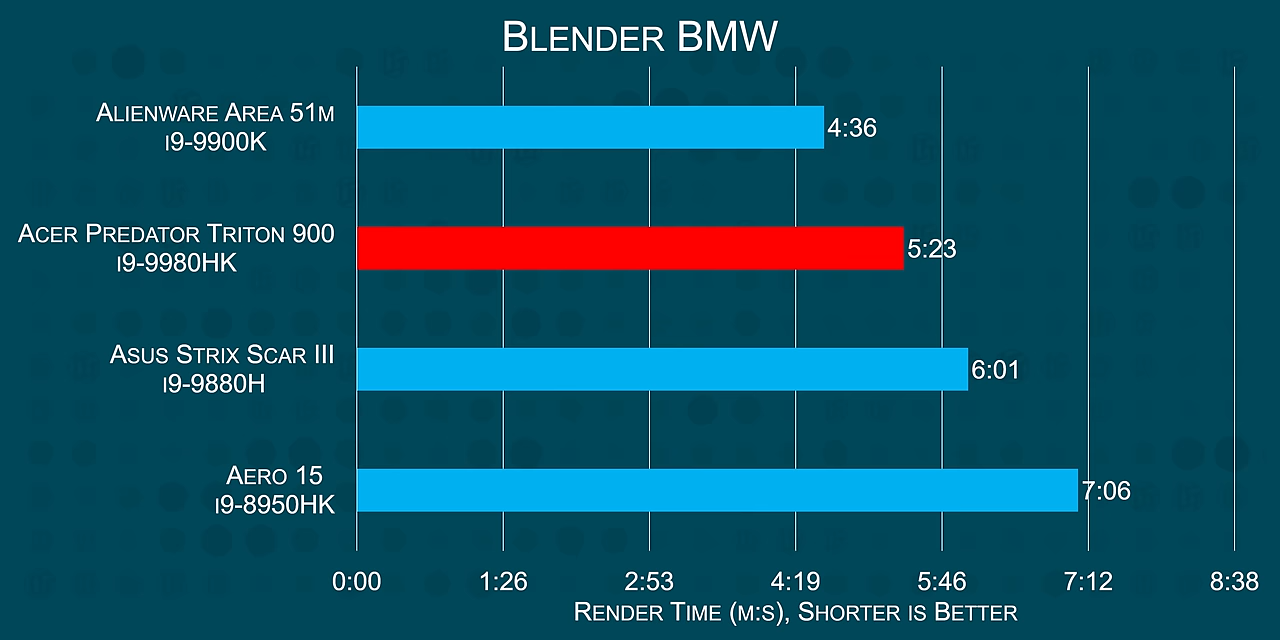 Blender BMW
Alienware Area 51m
i9-9900K
4:36
Acer Predator Triton 900
i9-9980HK
5:23
Asus Strix Scar III
i9-9880H
6:01
Aero 15
i9-8950HK
7:06
0:00 1:26 2:53 4:19 5:46 7:12 8:38
Render Time (m:s), Shorter is Better